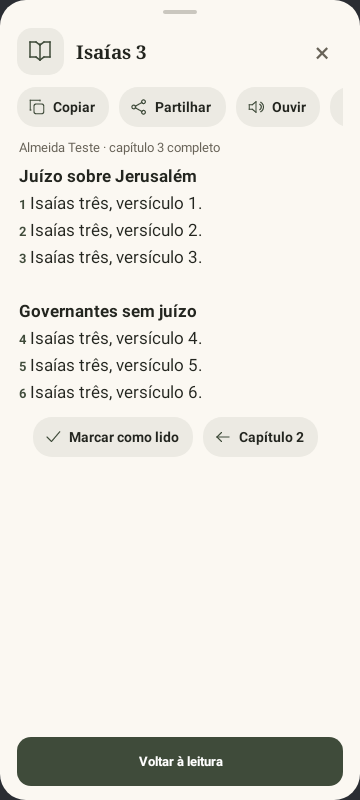 Isaías 3
Copiar
Partilhar
Ouvir
Almeida Teste · capítulo 3 completo
Juízo sobre Jerusalém
1 Isaías três, versículo 1.
2 Isaías três, versículo 2.
3 Isaías três, versículo 3.
Governantes sem juízo
4 Isaías três, versículo 4.
5 Isaías três, versículo 5.
6 Isaías três, versículo 6.
Marcar como lido
Capítulo 2
Voltar à leitura